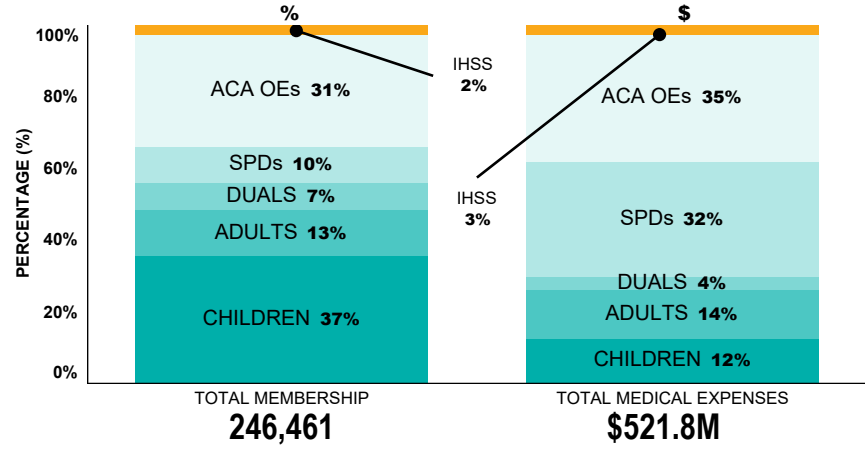 %
$
100%
80%
60%
40%
20%
0%
PERCENTAGE (%)
IHSS
2%
ACA OEs 31%
SPDs 10%
DUALS 7%
ADULTS 13%
CHILDREN 37%
IHSS
3%
ACA OEs 35%
SPDs 32%
DUALS 4%
ADULTS 14%
CHILDREN 12%
TOTAL MEMBERSHIP
246,461
TOTAL MEDICAL EXPENSES
$521.8M